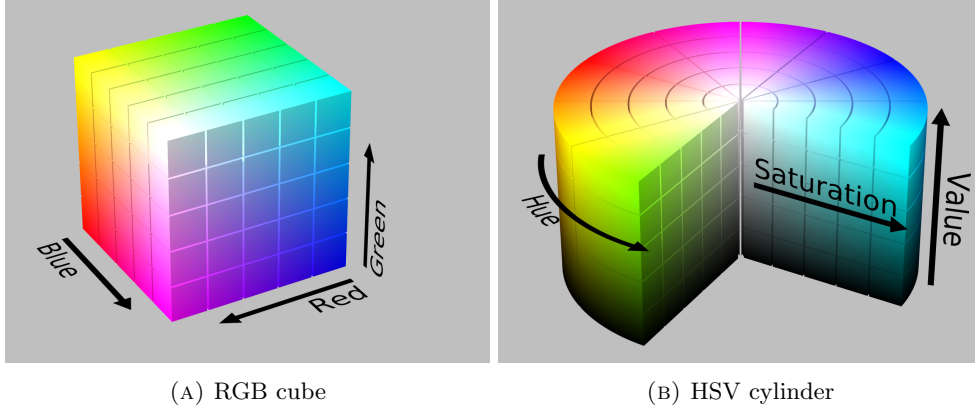 Blue
Red
Green
Hue
Saturation
Value
(A) RGB cube
(B) HSV cylinder